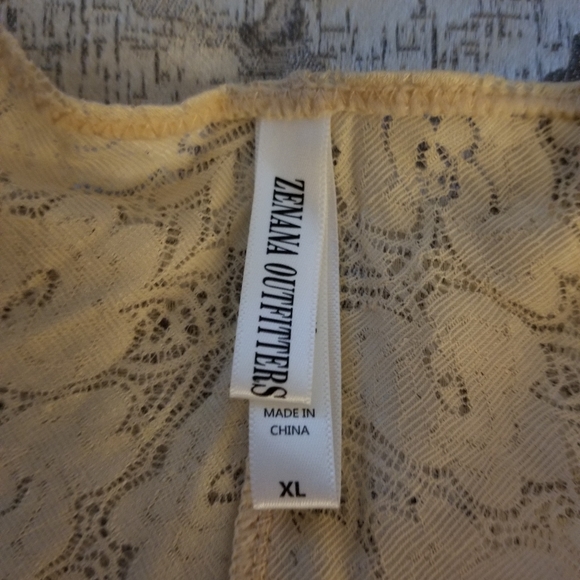 ZENANA OUTFITTERS
MADE IN
CHINA
XL